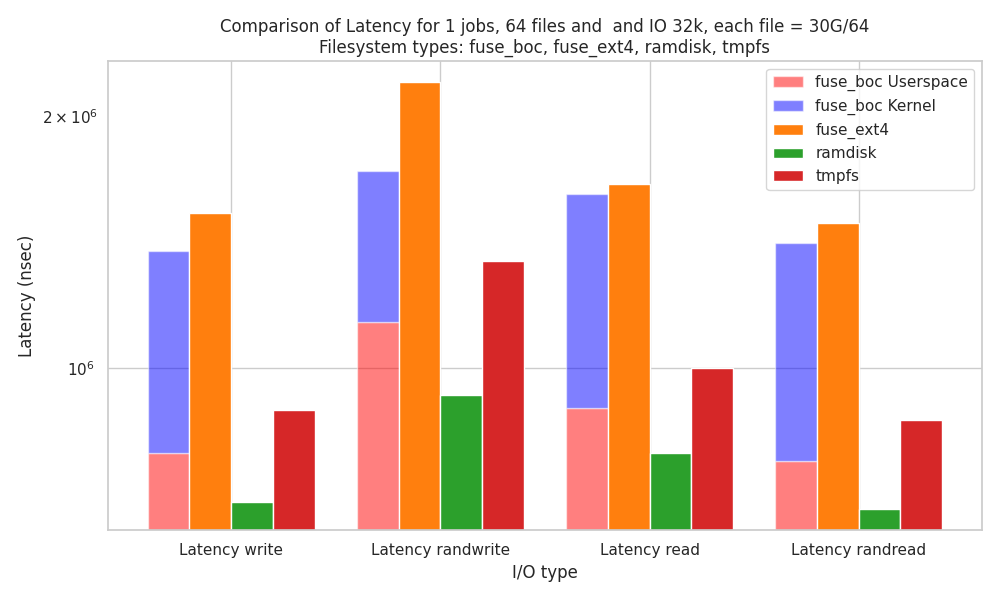 Comparison of Latency for 1 jobs, 64 files and  and IO 32k, each file = 30G/64
Filesystem types: fuse_boc, fuse_ext4, ramdisk, tmpfs
fuse_boc Userspace
fuse_boc Kernel
fuse_ext4
ramdisk
tmpfs
2 × 10⁶
10⁶
Latency (nsec)
Latency write
Latency randwrite
Latency read
Latency randread
I/O type